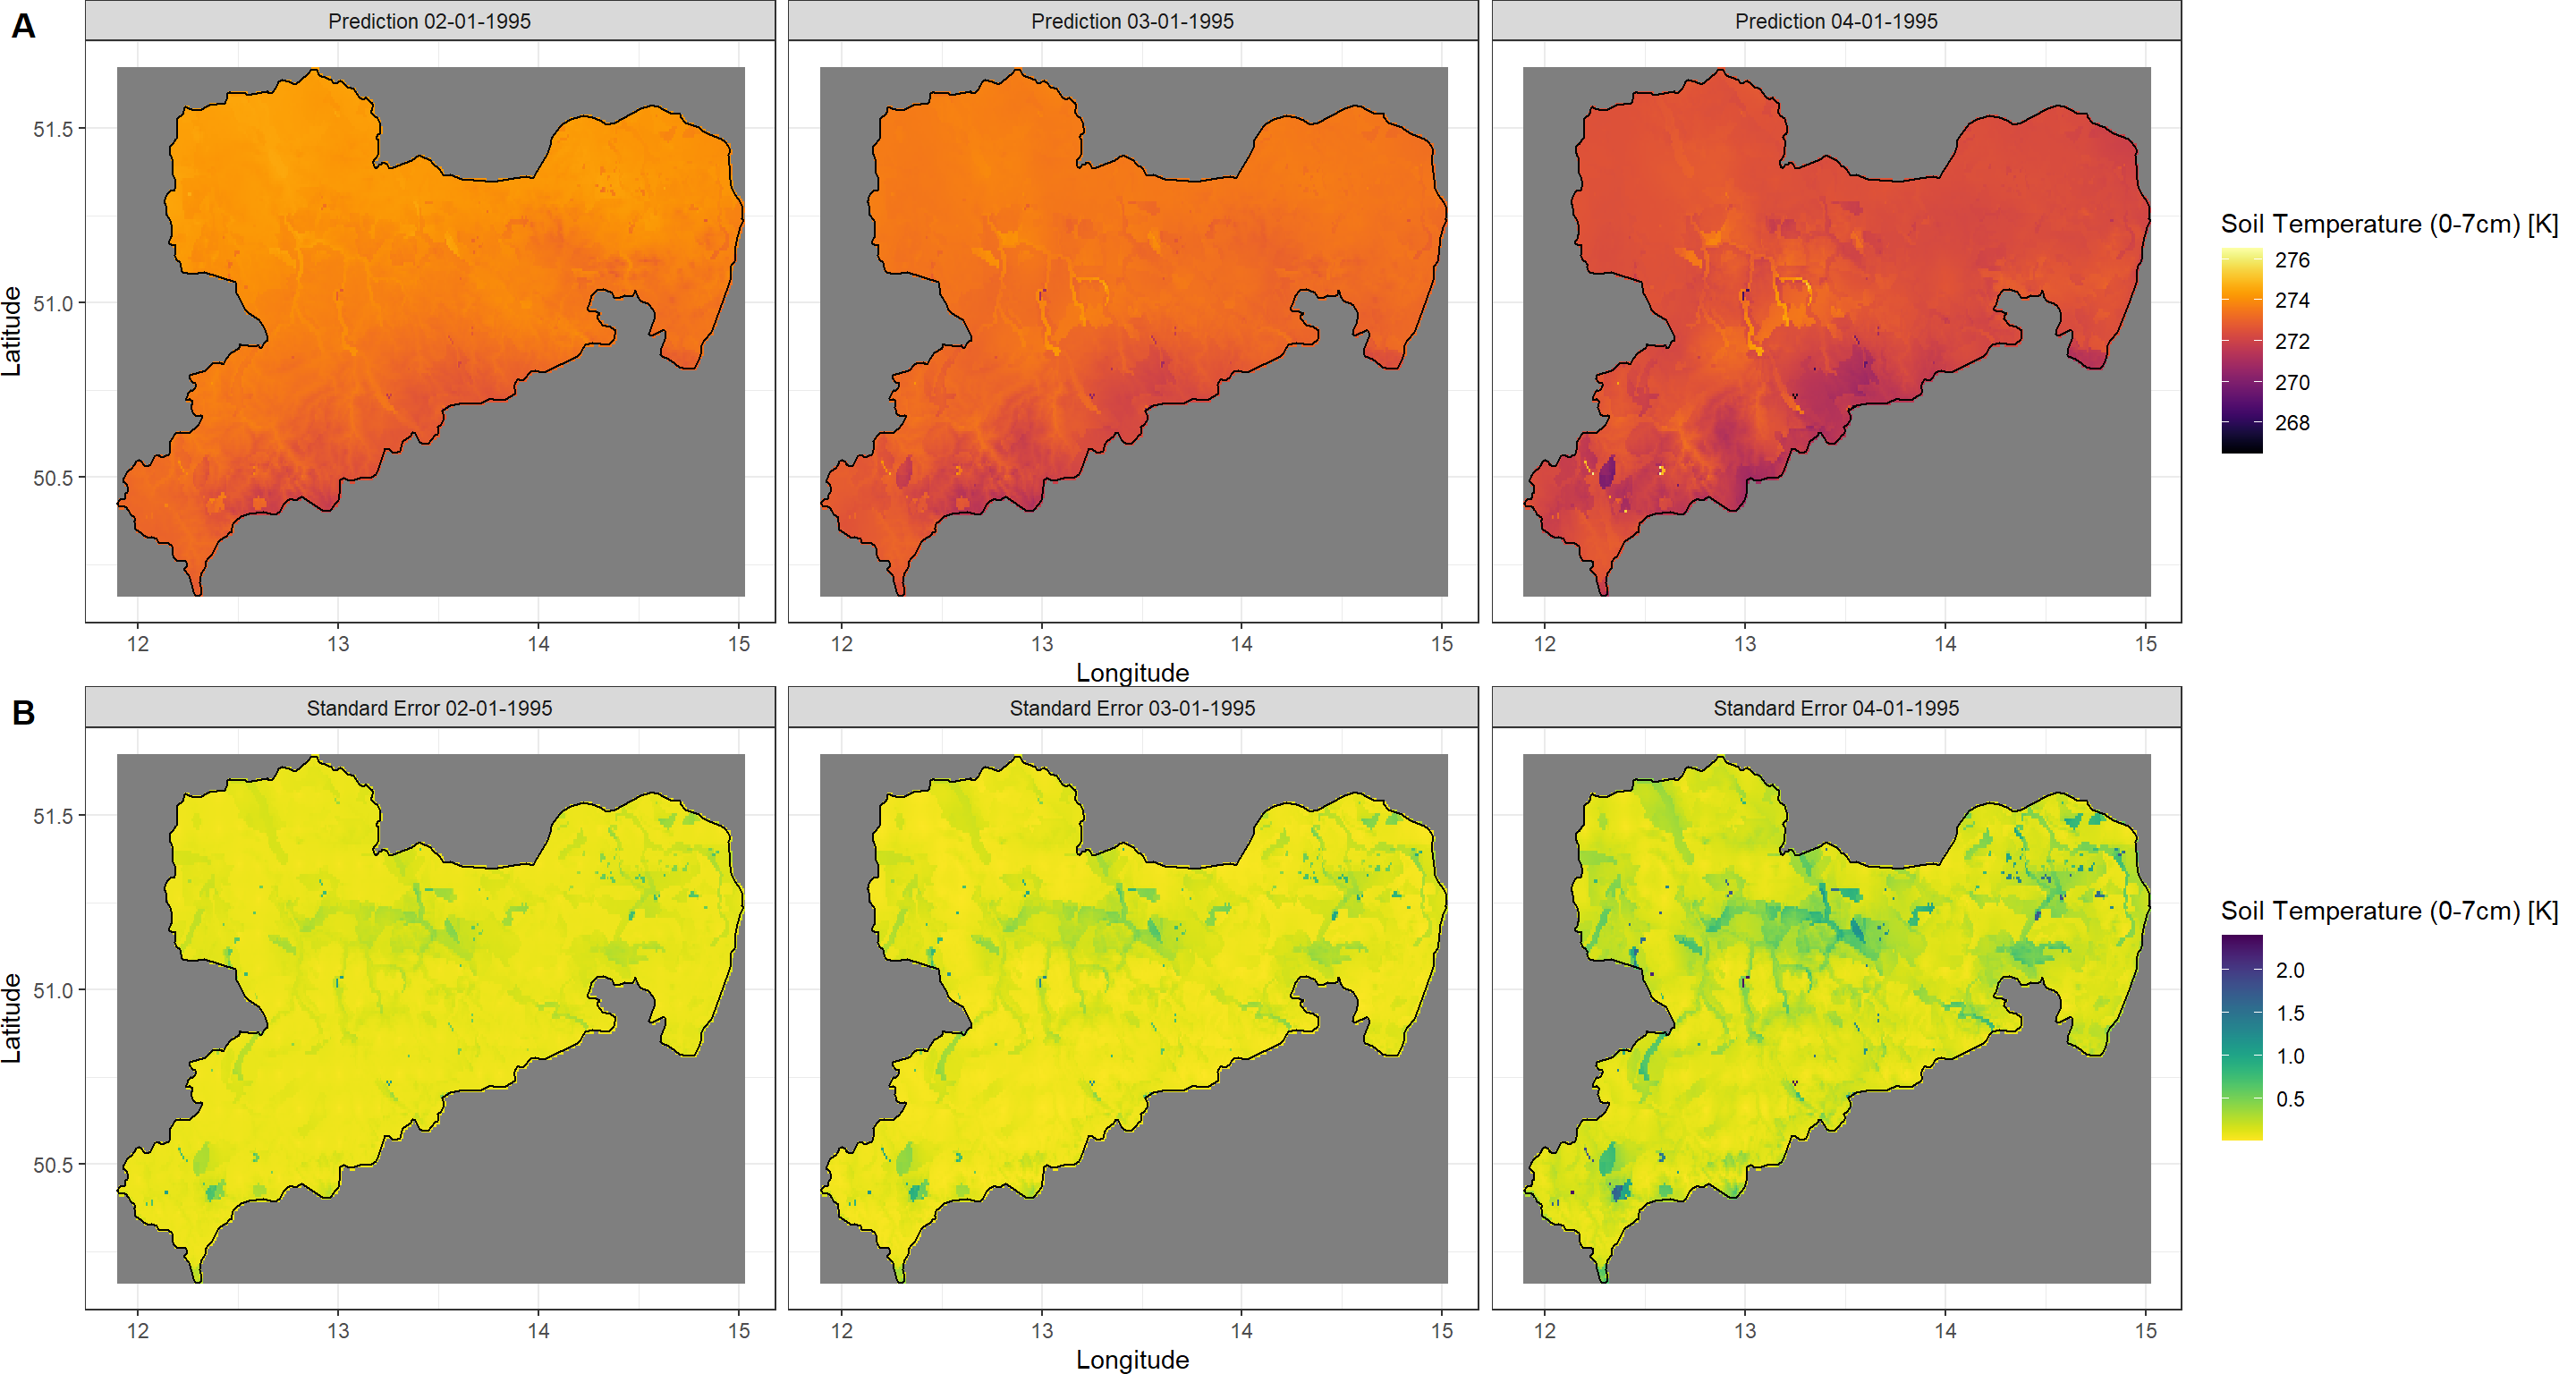 A
Prediction 02-01-1995
Prediction 03-01-1995
Prediction 04-01-1995
Latitude
51.5
51.0
50.5
12 13 14 15
12 13 14 15
12 13 14 15
Longitude
Soil Temperature (0-7cm) [K]
276
274
272
270
268
B
Standard Error 02-01-1995
Standard Error 03-01-1995
Standard Error 04-01-1995
Latitude
51.5
51.0
50.5
12 13 14 15
12 13 14 15
12 13 14 15
Longitude
Soil Temperature (0-7cm) [K]
2.0
1.5
1.0
0.5